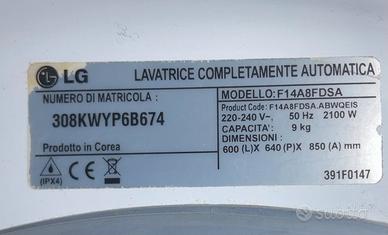 LG
LAVATRICE COMPLETAMENTE AUTOMATICA
NUMERO DI MATRICOLA :
308KWYP6B674
Prodotto in Corea
(IPX4)
MODELLO: F14A8FDSA
PRODUCT CODE : F14A8FDSA.ABWQEIS
220-240 V~, 50 Hz 2100 W
CAPACITA': 9 kg
DIMENSIONI :
600 (L)X 640 (P)X 850 (A) mm
391F0147
subito